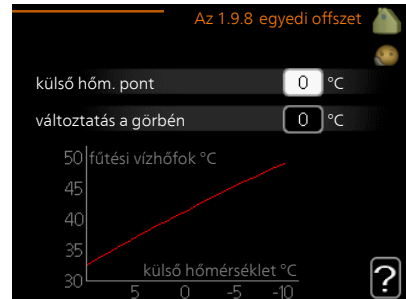 Az 1.9.8 egyedi offszet
külső hőm. pont 0 °C
változtatás a görbén 0 °C
50 fűtési vízhőfok °C
45
40
35
külső hőmérséklet °C
30
5 0 -5 -10
?